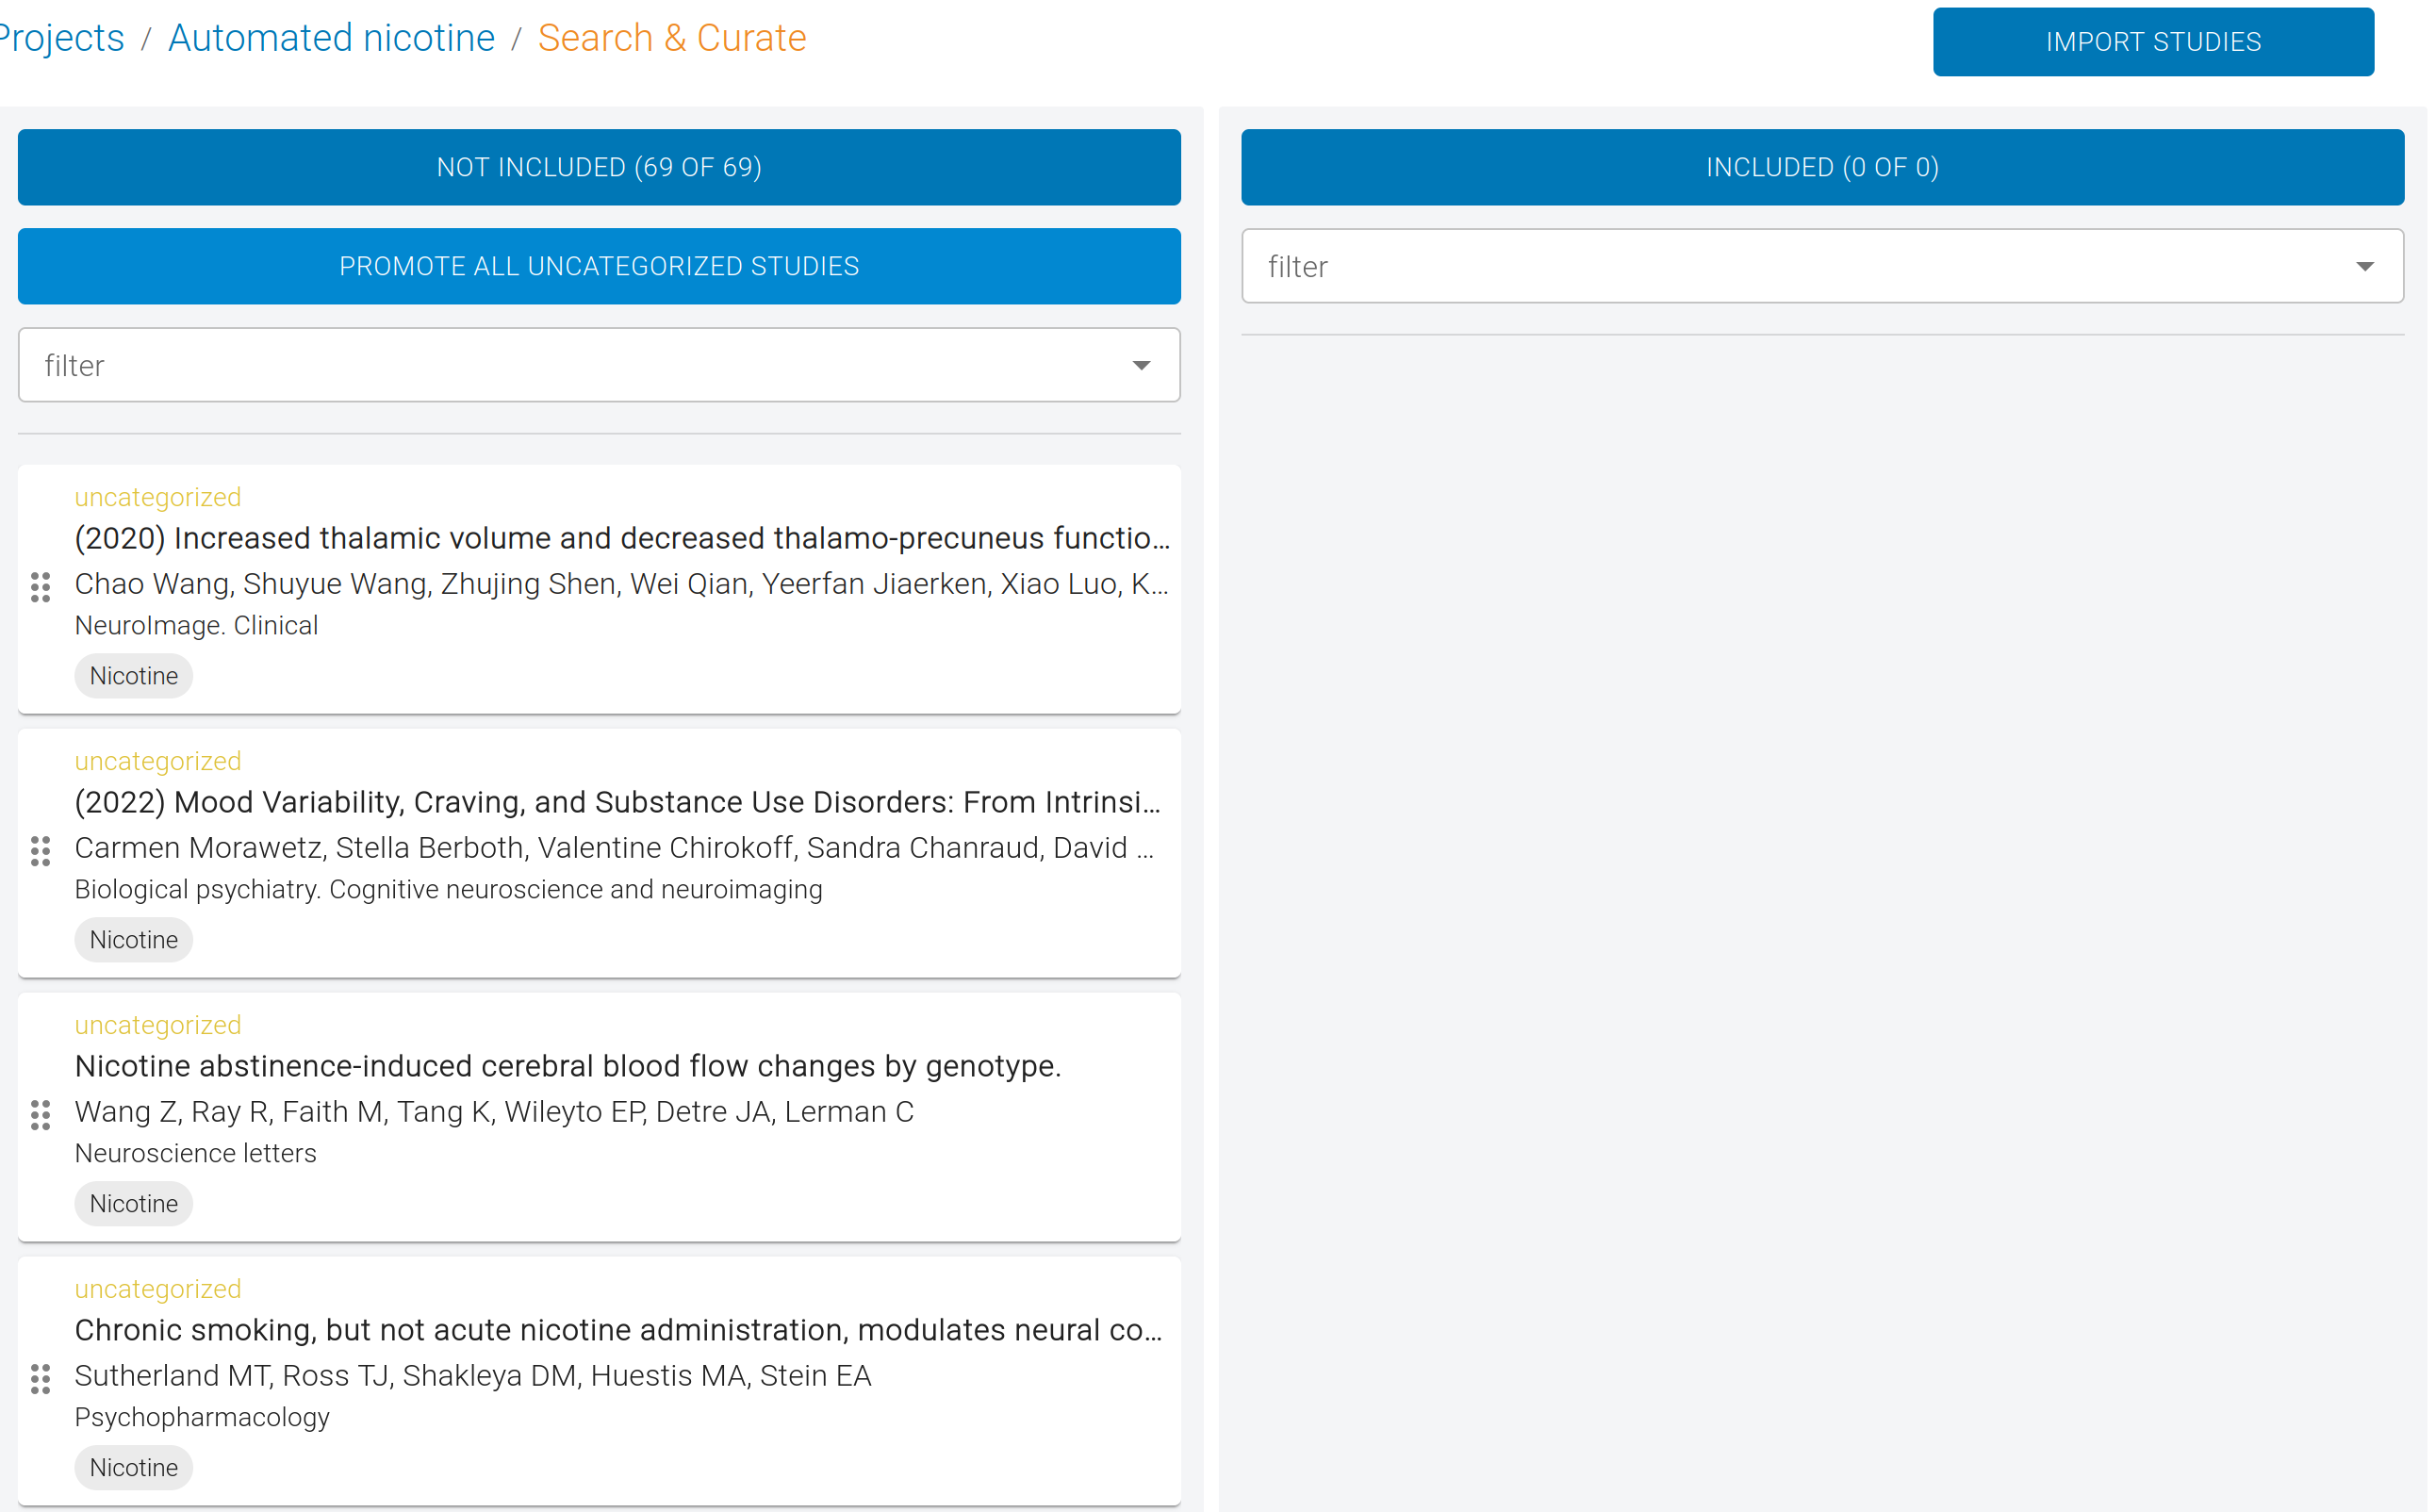 Projects / Automated nicotine / Search & Curate
IMPORT STUDIES
NOT INCLUDED (69 OF 69)
PROMOTE ALL UNCATEGORIZED STUDIES
filter
uncategorized
(2020) Increased thalamic volume and decreased thalamo-precuneus functio...
Chao Wang, Shuyue Wang, Zhujing Shen, Wei Qian, Yeerfan Jiaerken, Xiao Luo, K...
NeuroImage. Clinical
Nicotine
uncategorized
(2022) Mood Variability, Craving, and Substance Use Disorders: From Intrinsi...
Carmen Morawetz, Stella Berboth, Valentine Chirokoff, Sandra Chanraud, David ...
Biological psychiatry. Cognitive neuroscience and neuroimaging
Nicotine
uncategorized
Nicotine abstinence-induced cerebral blood flow changes by genotype.
Wang Z, Ray R, Faith M, Tang K, Wileyto EP, Detre JA, Lerman C
Neuroscience letters
Nicotine
uncategorized
Chronic smoking, but not acute nicotine administration, modulates neural co...
Sutherland MT, Ross TJ, Shakleya DM, Huestis MA, Stein EA
Psychopharmacology
Nicotine
INCLUDED (0 OF 0)
filter